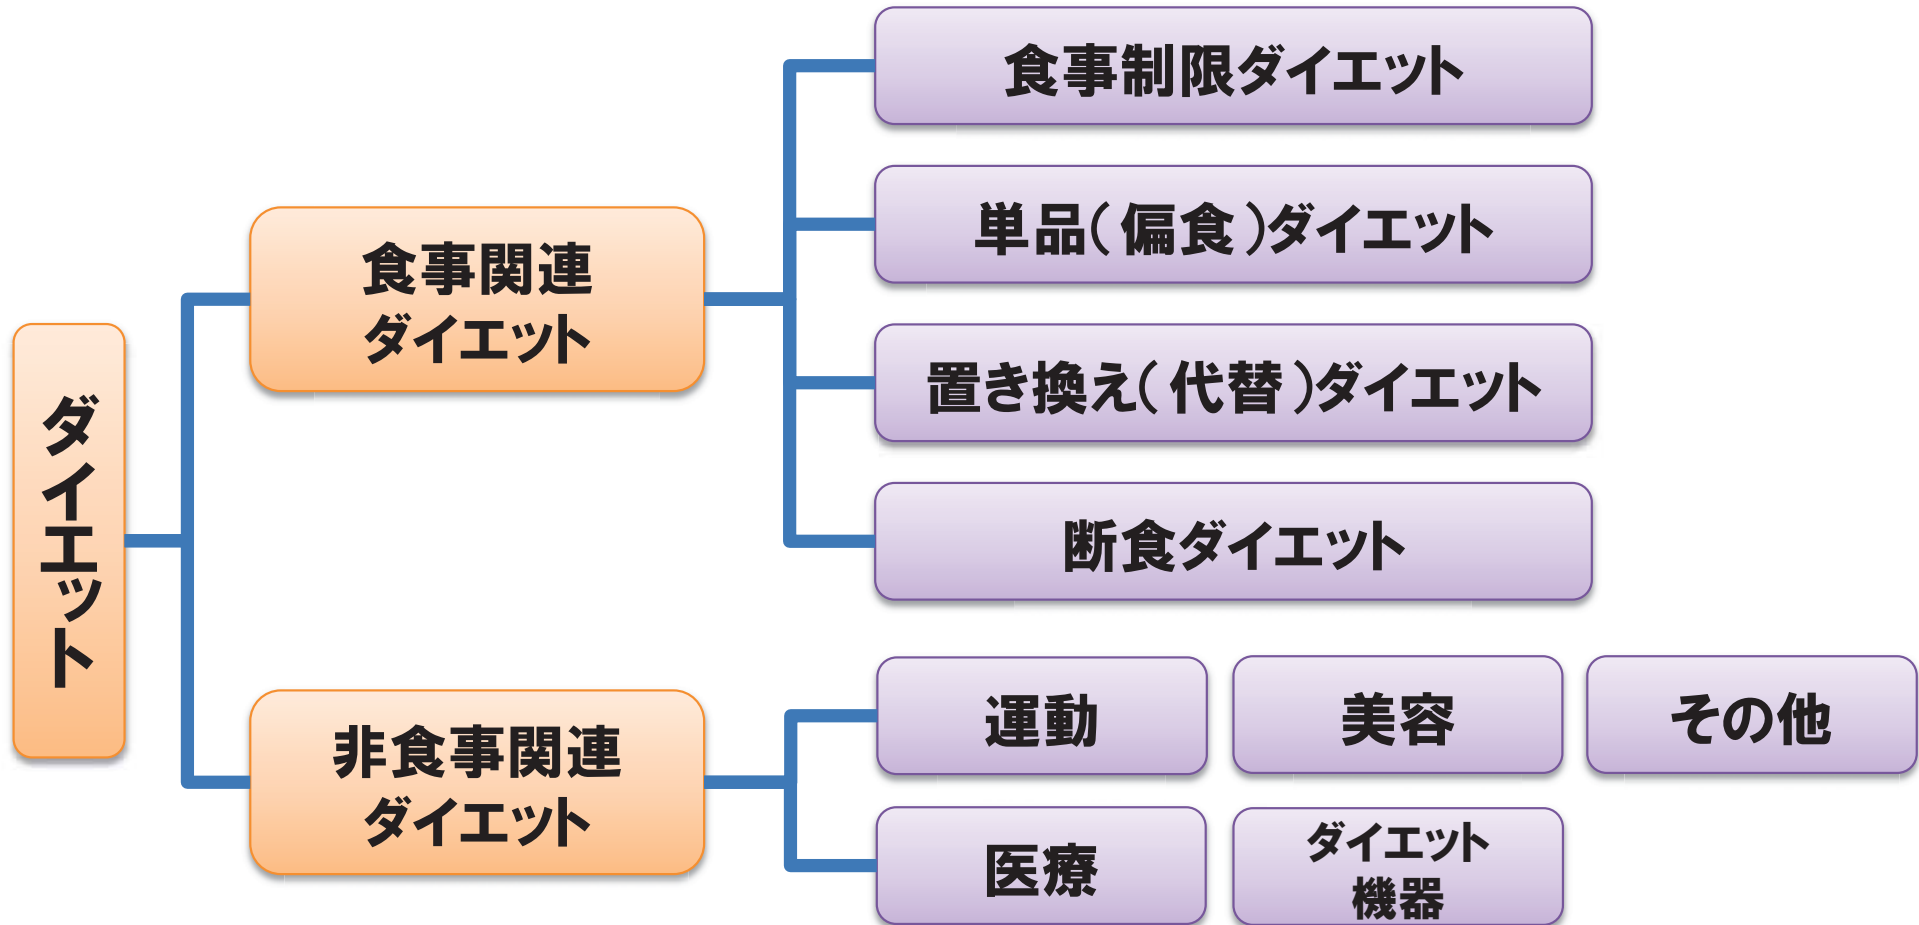 ダイエット
食事関連
ダイエット
食事制限ダイエット
単品(偏食)ダイエット
置き換え(代替)ダイエット
断食ダイエット
非食事関連
ダイエット
運動
美容
その他
医療
ダイエット
機器